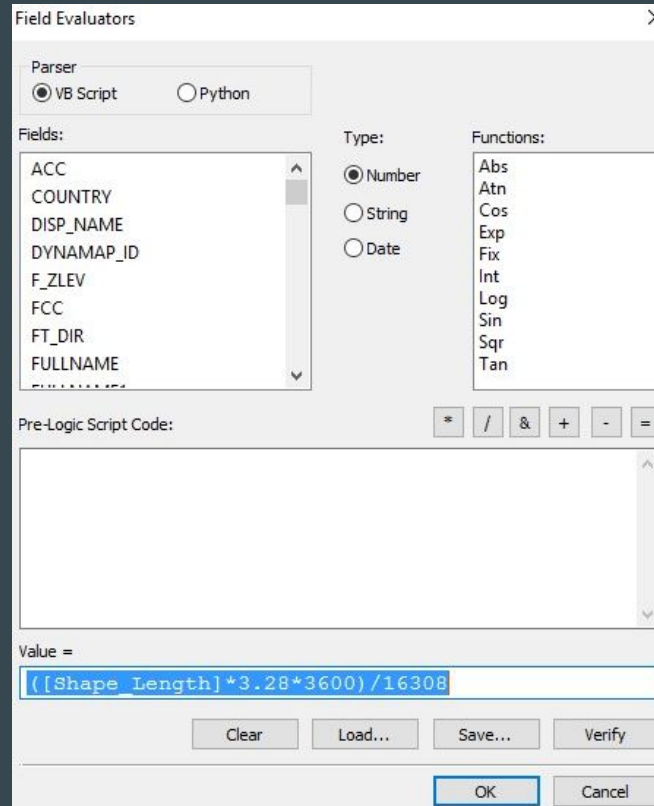 Field Evaluators
Parser
VB Script Python
Fields: Type: Functions:
ACC
COUNTRY
DISP_NAME
DYNAMAP_ID
F_ZLEV
FCC
FT_DIR
FULLNAME
Number
String
Date
Abs
Atn
Cos
Exp
Fix
Int
Log
Sin
Sqr
Tan
Pre-Logic Script Code: * / & + - =
Value =
([Shape_Length]*3.28*3600)/16308
Clear Load... Save... Verify
OK Cancel